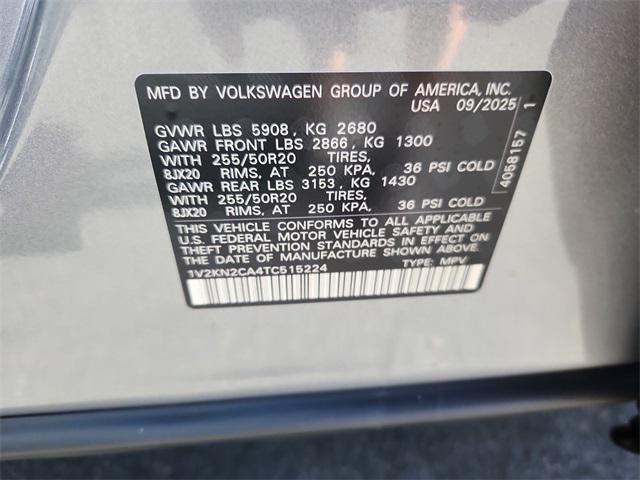 MFD BY VOLKSWAGEN GROUP OF AMERICA, INC.
USA 09/2025
GVWR LBS 5908, KG 2680
GAWR FRONT LBS 2866, KG 1300
WITH 255/50R20 TIRES,
8JX20 RIMS, AT 250 KPA, 36 PSI COLD
GAWR REAR LBS 3153, KG 1430
WITH 255/50R20 TIRES,
8JX20 RIMS, AT 250 KPA, 36 PSI COLD
THIS VEHICLE CONFORMS TO ALL APPLICABLE
U.S. FEDERAL MOTOR VEHICLE SAFETY AND
THEFT PREVENTION STANDARDS IN EFFECT ON
THE DATE OF MANUFACTURE SHOWN ABOVE.
1V2KN2CA4TC515224 TYPE: MPV
4058157 1